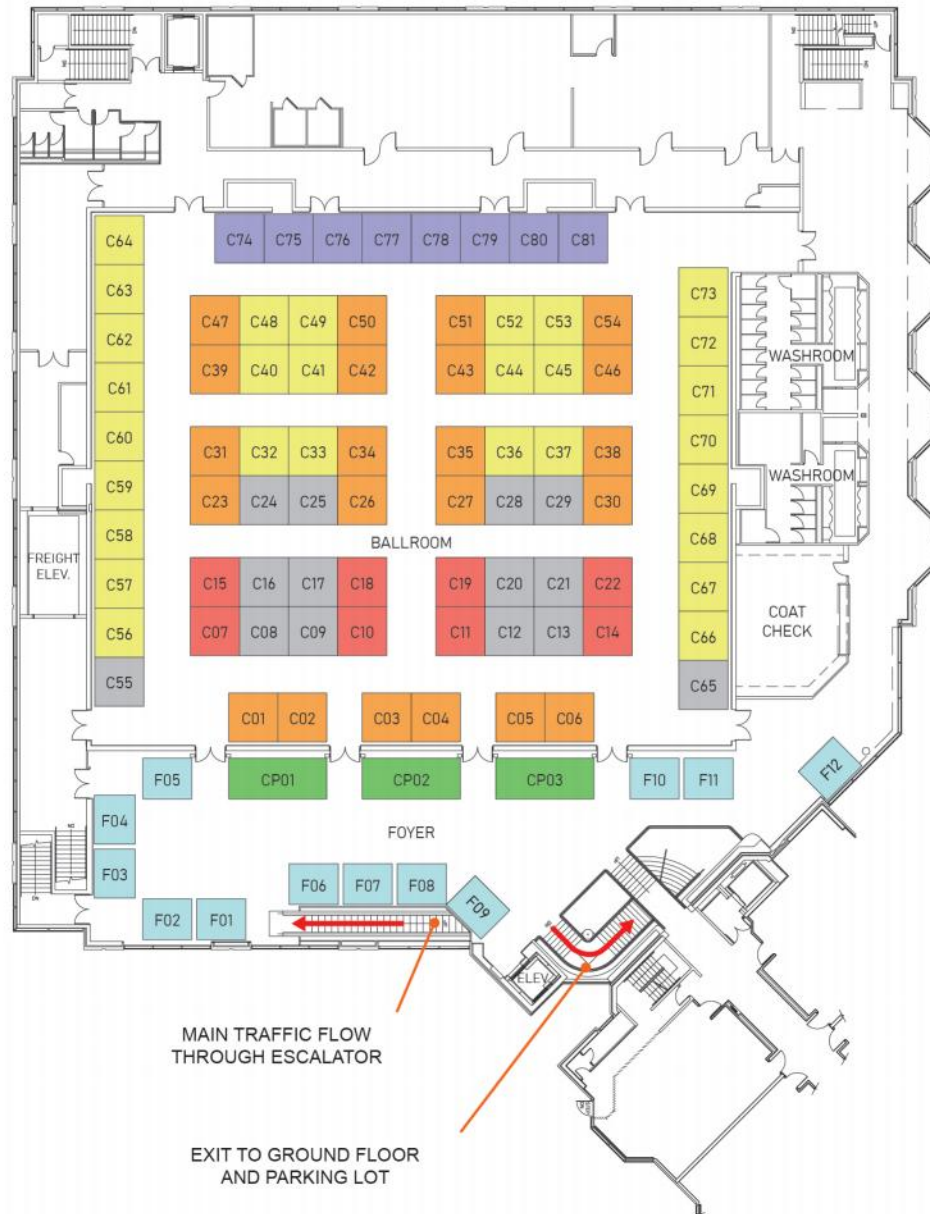 C64
C74 C75 C76 C77 C78 C79 C80 C81
C63
C73
C62
C47 C48 C49 C50 C51 C52 C53 C54
C72
WASHROOM
C61
C39 C40 C41 C42 C43 C44 C45 C46
C71
C60
C31 C32 C33 C34 C35 C36 C37 C38
C70
C59
C23 C24 C25 C26 C27 C28 C29 C30
C69
WASHROOM
C58
C68
BALLROOM
FREIGHT
ELEV.
C57
C15 C16 C17 C18 C19 C20 C21 C22
C67
C56
C07 C08 C09 C10 C11 C12 C13 C14
C66
COAT
CHECK
C55
C65
C01 C02 C03 C04 C05 C06
F05 CP01 CP02 CP03 F10 F11 F12
F04
FOYER
F03
F06 F07 F08 F09
F02 F01
ELEV.
MAIN TRAFFIC FLOW
THROUGH ESCALATOR
EXIT TO GROUND FLOOR
AND PARKING LOT